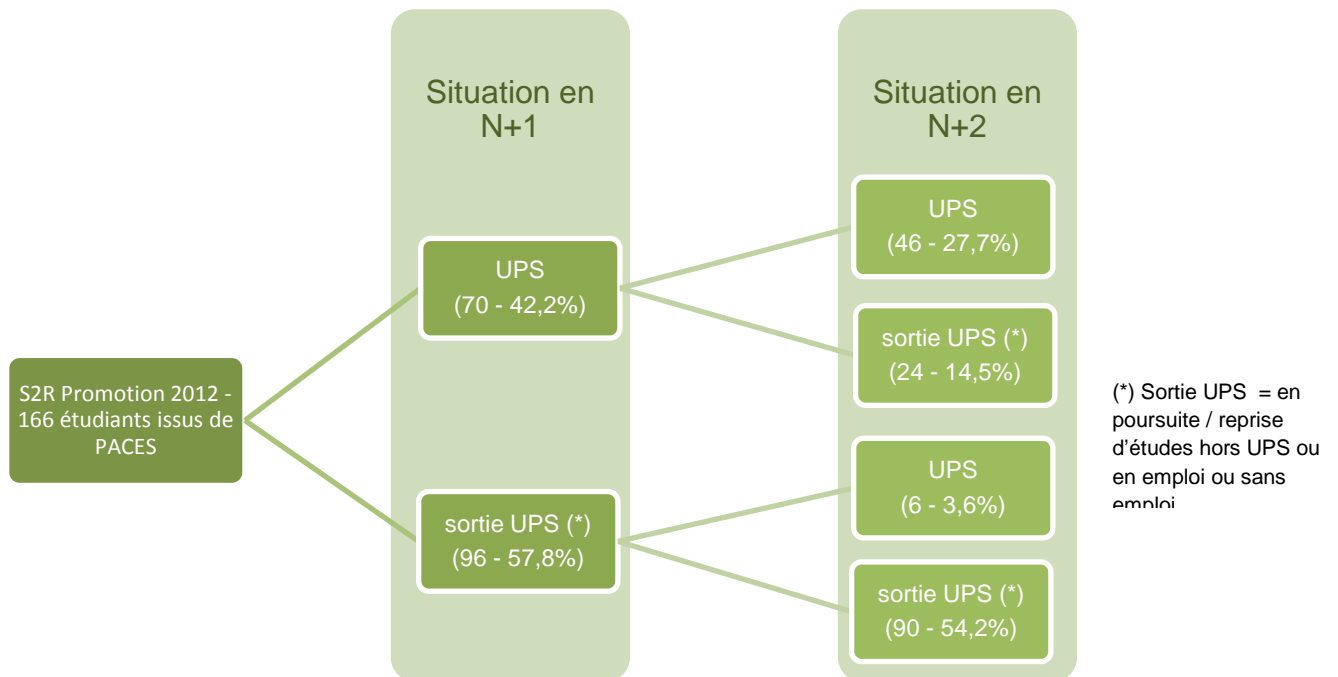 Situation en
N+1
Situation en
N+2
UPS
(46 - 27,7%)
UPS
(70 - 42,2%)
sortie UPS (*)
(24 - 14,5%)
S2R Promotion 2012 -
166 étudiants issus de
PACES
(*) Sortie UPS = en
poursuite / reprise
d'études hors UPS ou
en emploi ou sans
emploi
UPS
(6 - 3,6%)
sortie UPS (*)
(96 - 57,8%)
sortie UPS (*)
(90 - 54,2%)